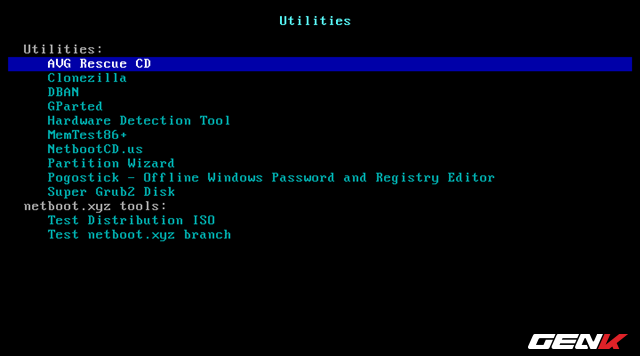 Utilities
Utilities:
AVG Rescue CD
Clonezilla
DBAN
GParted
Hardware Detection Tool
MemTest86+
NetbootCD.us
Partition Wizard
Pogostick - Offline Windows Password and Registry Editor
Super Grub2 Disk
netboot.xyz tools:
Test Distribution ISO
Test netboot.xyz branch
GENK